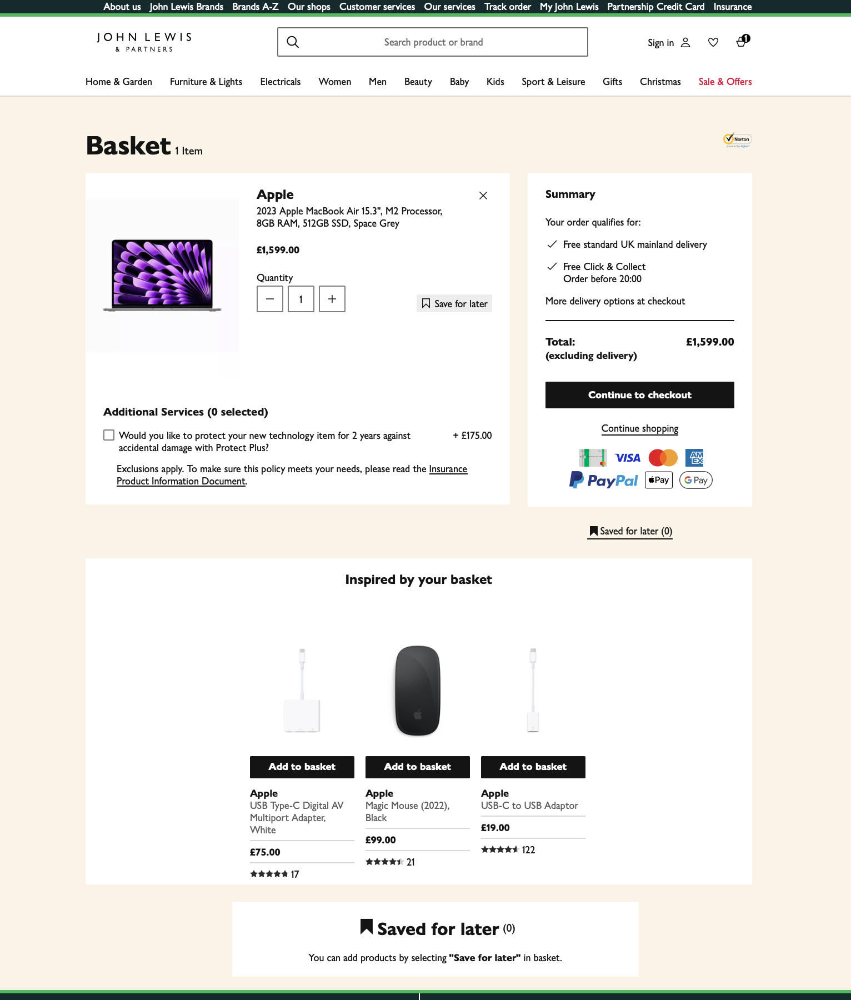 About us John Lewis Brands Brands A-Z Our shops Customer services Our services Track order My John Lewis Partnership Credit Card Insurance
JOHN LEWIS
& PARTNERS
Search product or brand
Sign in
1
Home & Garden Furniture & Lights Electricals Women Men Beauty Baby Kids Sport & Leisure Gifts Christmas Sale & Offers
Basket 1 Item
Norton
powered by digicert
Apple
2023 Apple MacBook Air 15.3", M2 Processor,
8GB RAM, 512GB SSD, Space Grey
£1,599.00
Quantity
1
Save for later
Additional Services (0 selected)
Would you like to protect your new technology item for 2 years against
accidental damage with Protect Plus?
+ £175.00
Exclusions apply. To make sure this policy meets your needs, please read the Insurance
Product Information Document.
Summary
Your order qualifies for:
Free standard UK mainland delivery
Free Click & Collect
Order before 20:00
More delivery options at checkout
Total: £1,599.00
(excluding delivery)
Continue to checkout
Continue shopping
VISA AM
EX
PayPal Pay G Pay
Saved for later (0)
Inspired by your basket
Add to basket Add to basket Add to basket
Apple
USB Type-C Digital AV
Multiport Adapter,
White
£75.00
17
Apple
Magic Mouse (2022),
Black
£99.00
21
Apple
USB-C to USB Adaptor
£19.00
122
Saved for later (0)
You can add products by selecting "Save for later" in basket.